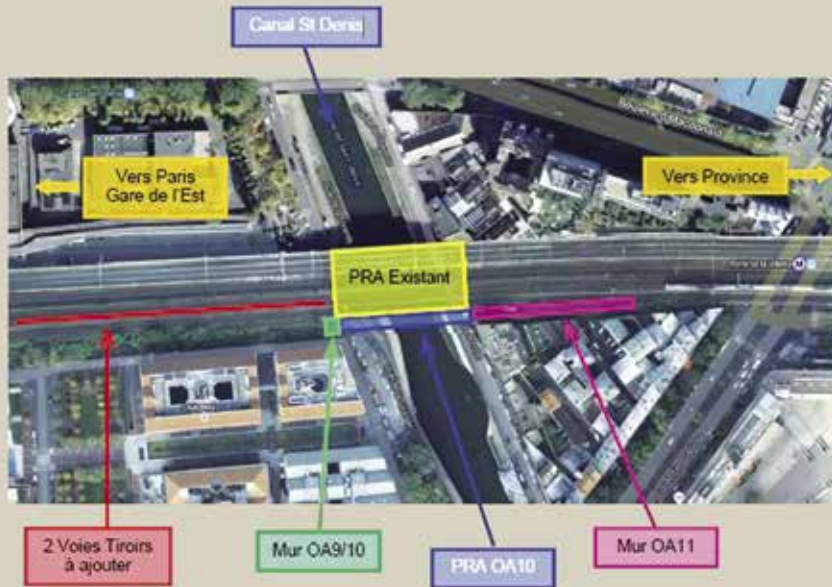 Canal St Denis
Vers Paris
Gare de l'Est
Vers Province
PRA Existant
2 Voies Tiroirs
à ajouter
Mur OA9/10
PRA OA10
Mur OA11